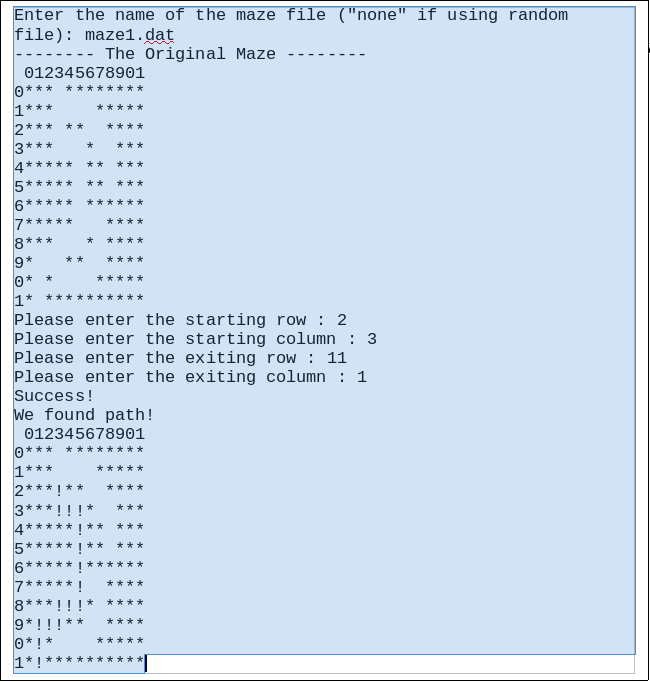 Enter the name of the maze file ("none" if using random
file): maze1.dat
-------- The Original Maze --------
 012345678901
0*** ********
1***    *****
2*** **  ****
3***   *  ***
4***** ** ***
5***** ** ***
6***** ******
7*****   ****
8***   * ****
9*   **  ****
0* *    *****
1* **********
Please enter the starting row : 2
Please enter the starting column : 3
Please enter the exiting row : 11
Please enter the exiting column : 1
Success!
We found path!
 012345678901
0*** ********
1***    *****
2***!**  ****
3***!!!*  ***
4*****!** ***
5*****!** ***
6*****!******
7*****!  ****
8***!!!* ****
9*!!!**  ****
0*!*    *****
1*!**********